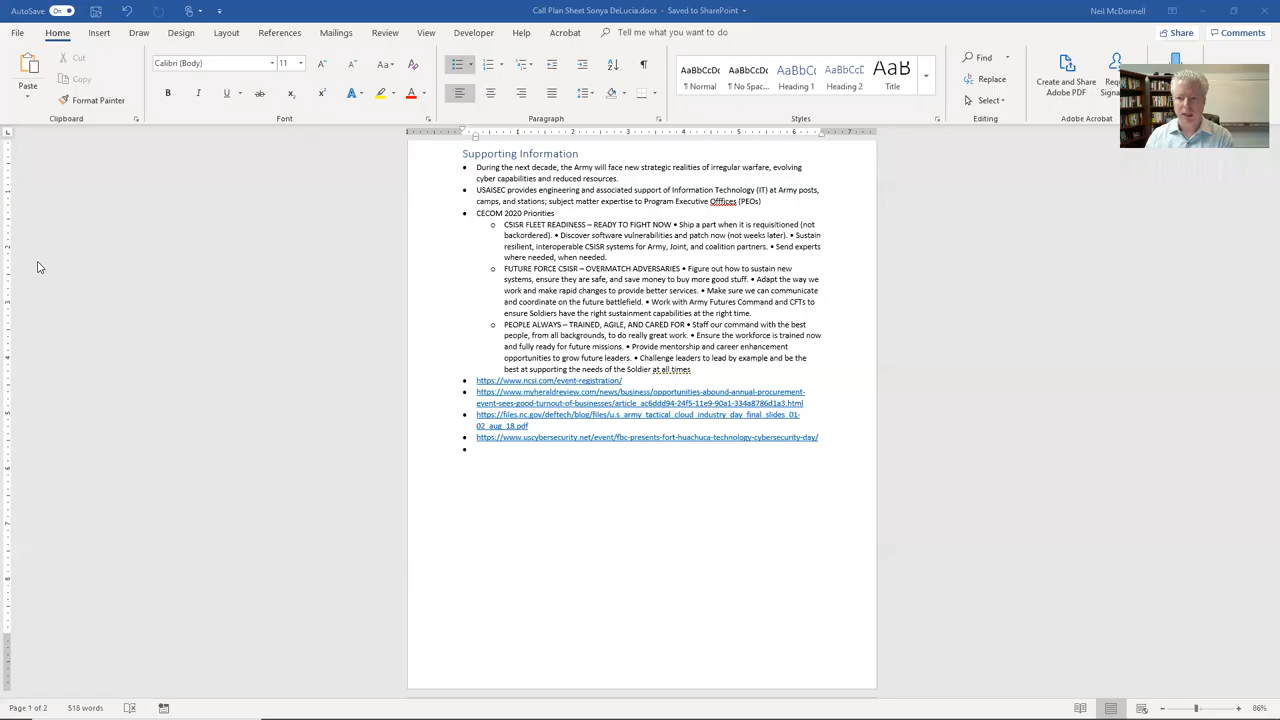 AutoSave On Call Plan Sheet Sonya DeLucia.docx - Saved to SharePoint Neil McDonnell
File Home Insert Draw Design Layout References Mailings Review View Developer Help Acrobat Tell me what you want to do Share Comments
Paste Cut Copy Format Painter
Calibri (Body) 11
AaBbCcDc AaBbCcDc AaBbCc AaBbCcC AaB
¶ Normal ¶ No Spac... Heading 1 Heading 2 Title
Find Replace Select
Create and Share Adobe PDF
Clipboard Font Paragraph Styles Editing Adobe Acrobat
Supporting Information
• During the next decade, the Army will face new strategic realities of irregular warfare, evolving
cyber capabilities and reduced resources.
• USAISEC provides engineering and associated support of Information Technology (IT) at Army posts,
camps, and stations; subject matter expertise to Program Executive Offfices (PEOs)
• CECOM 2020 Priorities
o C5ISR FLEET READINESS – READY TO FIGHT NOW • Ship a part when it is requisitioned (not
backordered). • Discover software vulnerabilities and patch now (not weeks later). • Sustain
resilient, interoperable C5ISR systems for Army, Joint, and coalition partners. • Send experts
where needed, when needed.
o FUTURE FORCE C5ISR – OVERMATCH ADVERSARIES • Figure out how to sustain new
systems, ensure they are safe, and save money to buy more good stuff. • Adapt the way we
work and make rapid changes to provide better services. • Make sure we can communicate
and coordinate on the future battlefield. • Work with Army Futures Command and CFTs to
ensure Soldiers have the right sustainment capabilities at the right time.
o PEOPLE ALWAYS – TRAINED, AGILE, AND CARED FOR • Staff our command with the best
people, from all backgrounds, to do really great work. • Ensure the workforce is trained now
and fully ready for future missions. • Provide mentorship and career enhancement
opportunities to grow future leaders. • Challenge leaders to lead by example and be the
best at supporting the needs of the Soldier at all times
• https://www.ncsi.com/event-registration/
• https://www.myheraldreview.com/news/business/opportunities-abound-annual-procurement-
event-sees-good-turnout-of-businesses/article_ac6ddd94-24f5-11e9-90a1-334a8786d1a3.html
• https://files.nc.gov/deftech/blog/files/u.s_army_tactical_cloud_industry_day_final_slides_01-
02_aug_18.pdf
• https://www.uscybersecurity.net/event/fbc-presents-fort-huachuca-technology-cybersecurity-day/
•
Page 1 of 2 518 words 86%